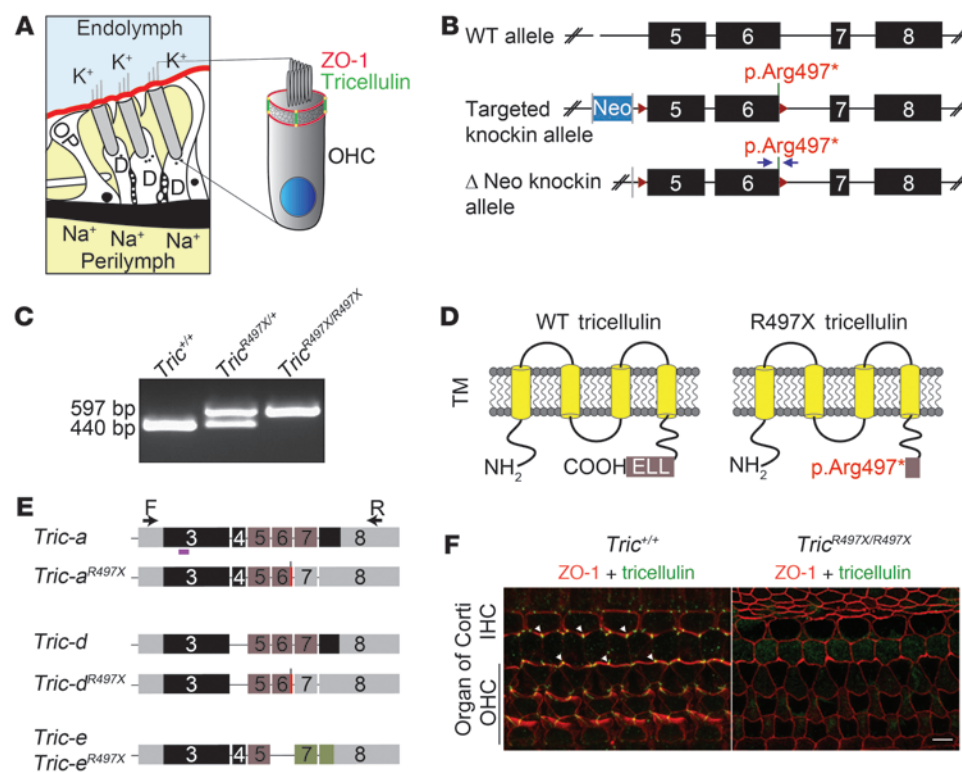 A
Endolymph
K+ K+ K+
ZO-1
Tricellulin
OP
D D D
OHC
Na+ Na+ Na+
Perilymph
B
WT allele
5 6 7 8
p.Arg497*
Targeted
knockin allele
Neo 5 6 7 8
p.Arg497*
Δ Neo knockin
allele
5 6 7 8
C
Tric+/+
TricR497X/+
TricR497X/R497X
597 bp
440 bp
D
WT tricellulin
R497X tricellulin
TM
NH2
COOH ELL
NH2
p.Arg497*
E
F R
Tric-a
3 4 5 6 7 8
Tric-aR497X
3 4 5 6 7 8
Tric-d
3 5 6 7 8
Tric-dR497X
3 5 6 7 8
Tric-e
Tric-eR497X
3 4 5 7 8
F
Tric+/+
TricR497X/R497X
ZO-1 + tricellulin
ZO-1 + tricellulin
Organ of Corti
IHC
OHC